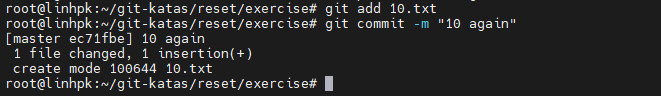 root@linhpk:~/git-katas/reset/exercise# git add 10.txt
root@linhpk:~/git-katas/reset/exercise# git commit -m "10 again"
[master ec71fbe] 10 again
 1 file changed, 1 insertion(+)
 create mode 100644 10.txt
root@linhpk:~/git-katas/reset/exercise#